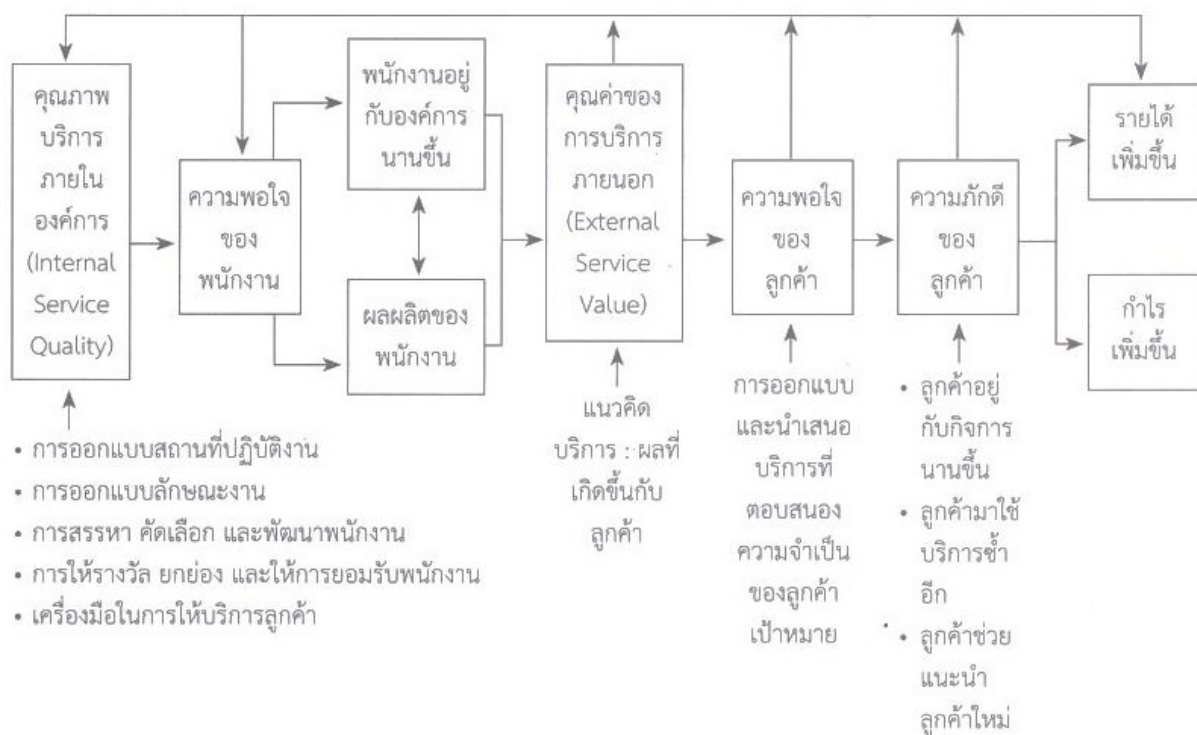 คุณภาพ
บริการ
ภายใน
องค์การ
(Internal
Service
Quality)
ความพอใจ
ของ
พนักงาน
พนักงานอยู่
กับองค์การ
นานขึ้น
ผลผลิตของ
พนักงาน
คุณค่าของ
การบริการ
ภายนอก
(External
Service
Value)
ความพอใจ
ของ
ลูกค้า
ความภักดี
ของ
ลูกค้า
รายได้
เพิ่มขึ้น
กำไร
เพิ่มขึ้น
• การออกแบบสถานที่ปฏิบัติงาน
• การออกแบบลักษณะงาน
• การสรรหา คัดเลือก และพัฒนาพนักงาน
• การให้รางวัล ยกย่อง และให้การยอมรับพนักงาน
• เครื่องมือในการให้บริการลูกค้า
แนวคิด
บริการ : ผลที่
เกิดขึ้นกับ
ลูกค้า
การออกแบบ
และนำเสนอ
บริการที่
ตอบสนอง
ความจำเป็น
ของลูกค้า
เป้าหมาย
• ลูกค้าอยู่
กับกิจการ
นานขึ้น
• ลูกค้ามาใช้
บริการซ้ำ
อีก
• ลูกค้าช่วย
แนะนำ
ลูกค้าใหม่